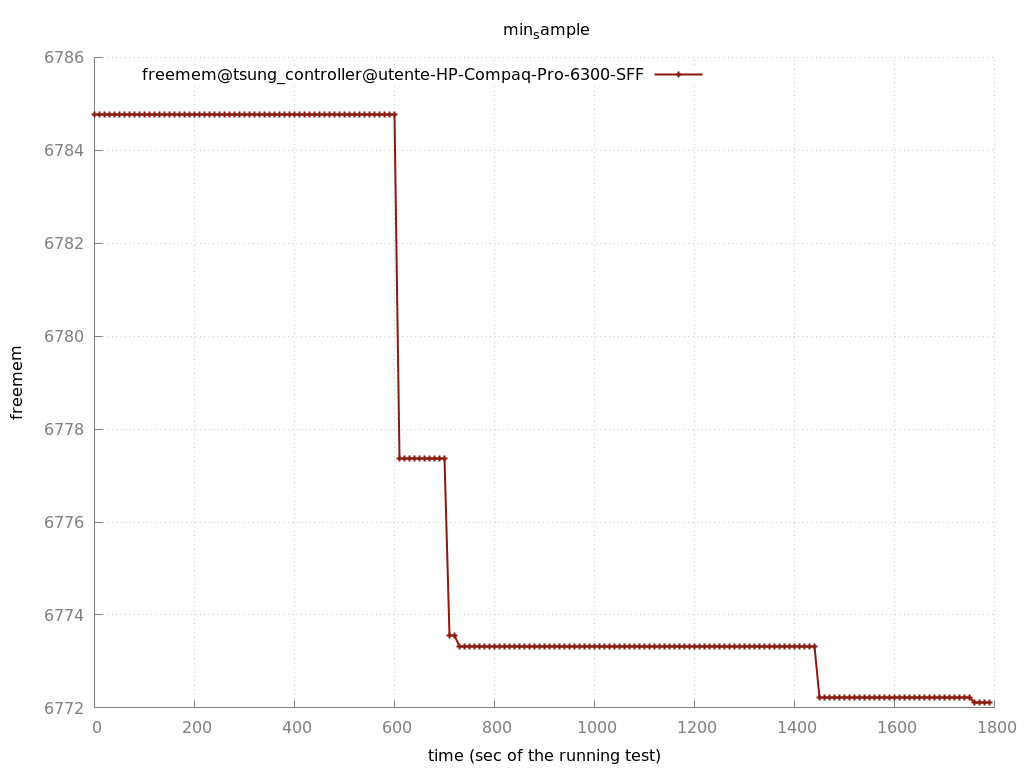 min_sample
6786
freemem@tsung_controller@utente-HP-Compaq-Pro-6300-SFF
6784
6782
6780
6778
6776
6774
6772
freemem
0 200 400 600 800 1000 1200 1400 1600 1800
time (sec of the running test)